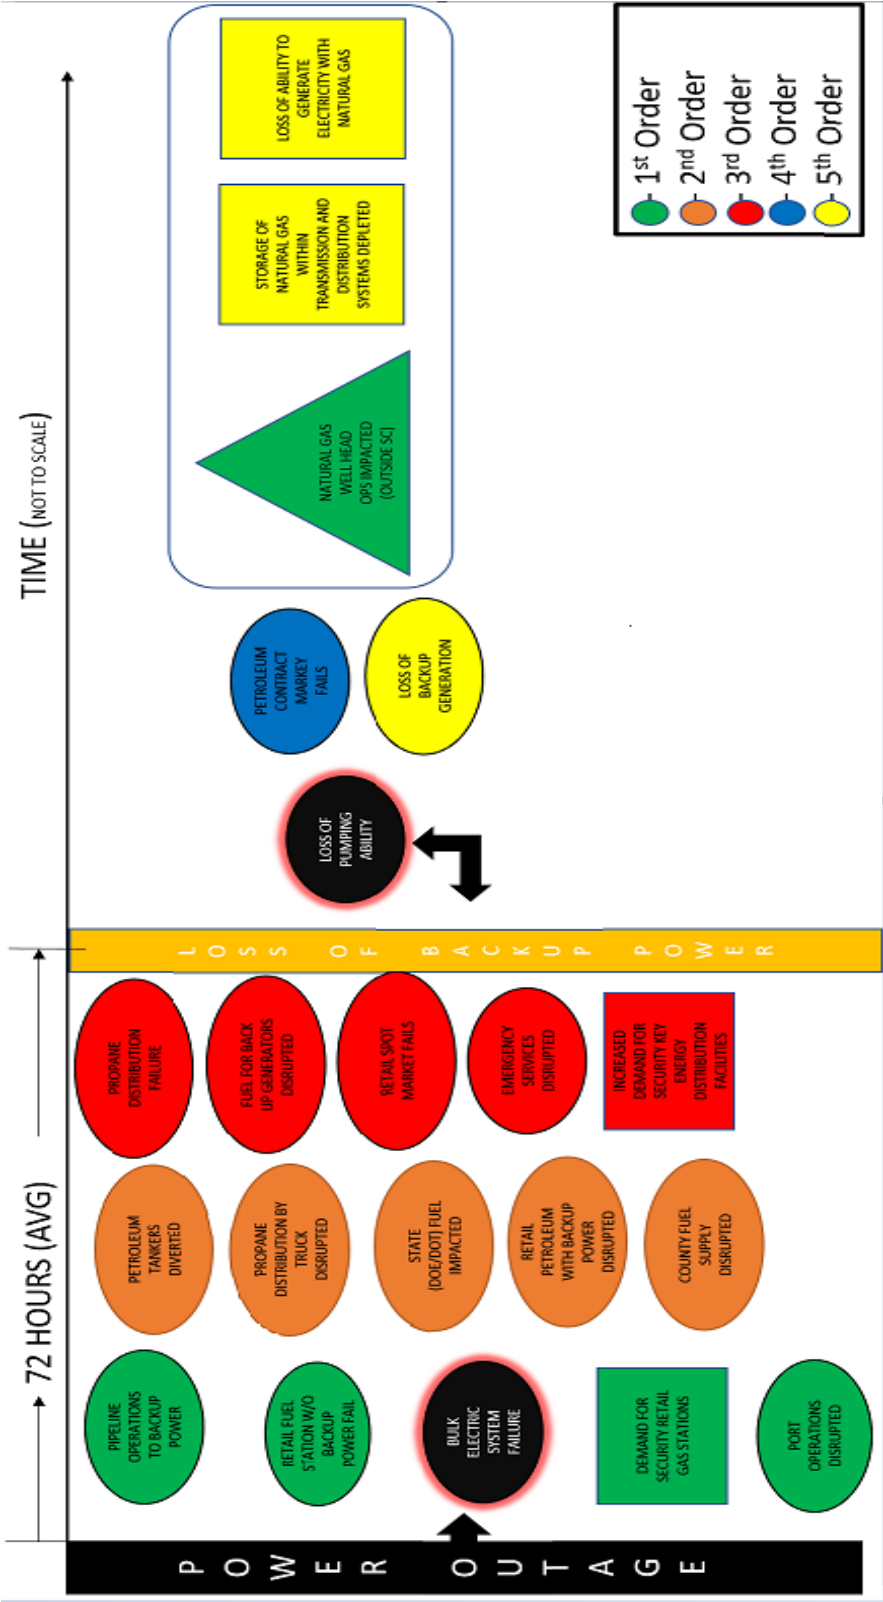 TIME (NOT TO SCALE)
72 HOURS (AVG)
POWER OUTAGE
PIPELINE
OPERATIONS
TO BACKUP
POWER
RETAIL FUEL
STATION W/O
BACKUP
POWER FAIL
BULK
ELECTRIC
SYSTEM
FAILURE
DEMAND FOR
SECURITY RETAIL
GAS STATIONS
PORT
OPERATIONS
DISRUPTED
PETROLEUM
TANKERS
DIVERTED
PROPANE
DISTRIBUTION BY
TRUCK
DISRUPTED
STATE
(DOE/DOT) FUEL
IMPACTED
RETAIL
PETROLEUM
WITH BACKUP
POWER
DISRUPTED
COUNTY FUEL
SUPPLY
DISRUPTED
PROPANE
DISTRIBUTION
FAILURE
FUEL FOR BACK
UP GENERATORS
DISRUPTED
RETAIL SPOT
MARKET FAILS
EMERGENCY
SERVICES
DISRUPTED
INCREASED
DEMAND FOR
SECURITY KEY
ENERGY
DISTRIBUTION
FACILITIES
LOSS OF BACKUP POWER
LOSS OF
PUMPING
ABILITY
PETROLEUM
CONTRACT
MARKEY
FAILS
LOSS OF
BACKUP
GENERATION
NATURAL GAS
WELL HEAD
OPS IMPACTED
(OUTSIDE SC)
STORAGE OF
NATURAL GAS
WITHIN
TRANSMISSION AND
DISTRIBUTION
SYSTEMS DEPLETED
LOSS OF ABILITY TO
GENERATE
ELECTRICITY WITH
NATURAL GAS
1st Order
2nd Order
3rd Order
4th Order
5th Order